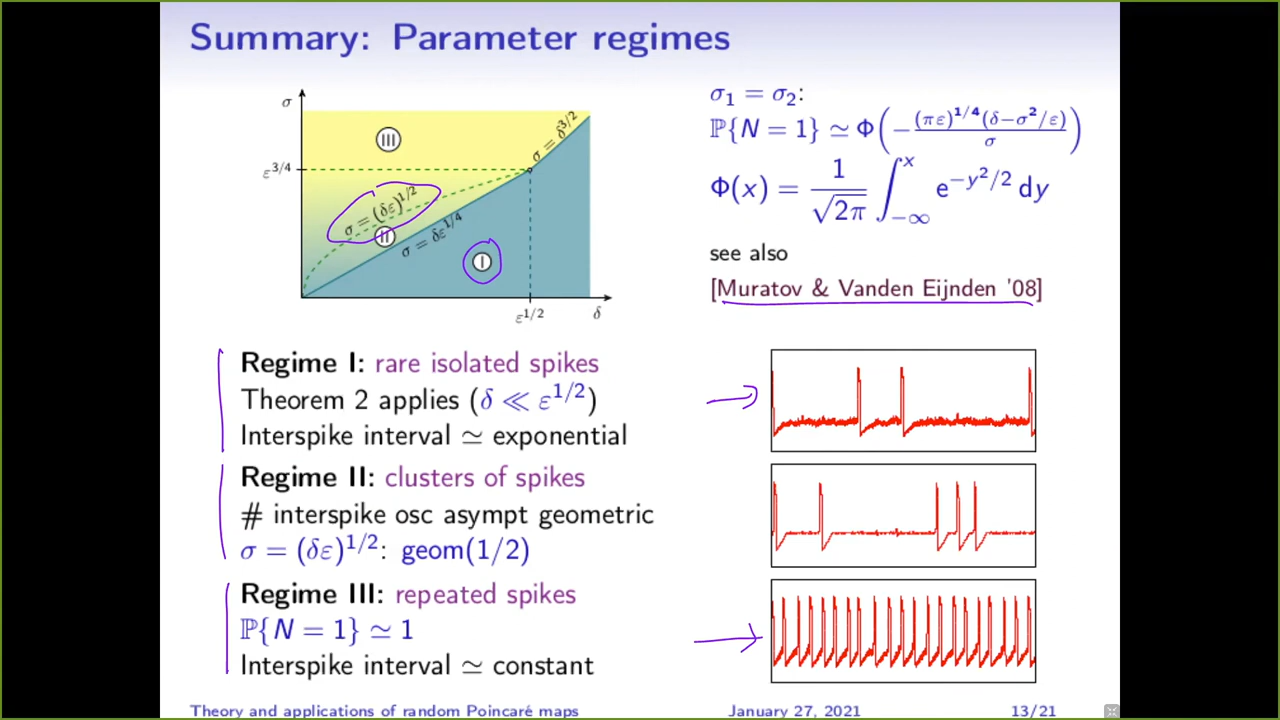 Summary: Parameter regimes
σ
III
ε^{3/4}
σ = δ^{3/2}
σ = (δε)^{1/2}
II
σ = δε^{1/4}
I
ε^{1/2}
δ
σ₁ = σ₂:
ℙ{N = 1} ≃ Φ(−(πε)^{1/4}(δ−σ²/ε)/σ)
Φ(x) = 1/√2π ∫_{−∞}^{x} e^{−y²/2} dy
see also
[Muratov & Vanden Eijnden '08]
Regime I: rare isolated spikes
Theorem 2 applies (δ ≪ ε^{1/2})
Interspike interval ≃ exponential
Regime II: clusters of spikes
# interspike osc asympt geometric
σ = (δε)^{1/2}: geom(1/2)
Regime III: repeated spikes
ℙ{N = 1} ≃ 1
Interspike interval ≃ constant
Theory and applications of random Poincaré maps
January 27, 2021
13/21